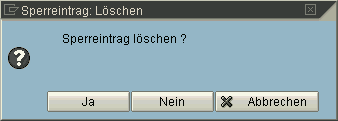 Sperreintrag: Löschen
Sperreintrag löschen ?
Ja
Nein
Abbrechen